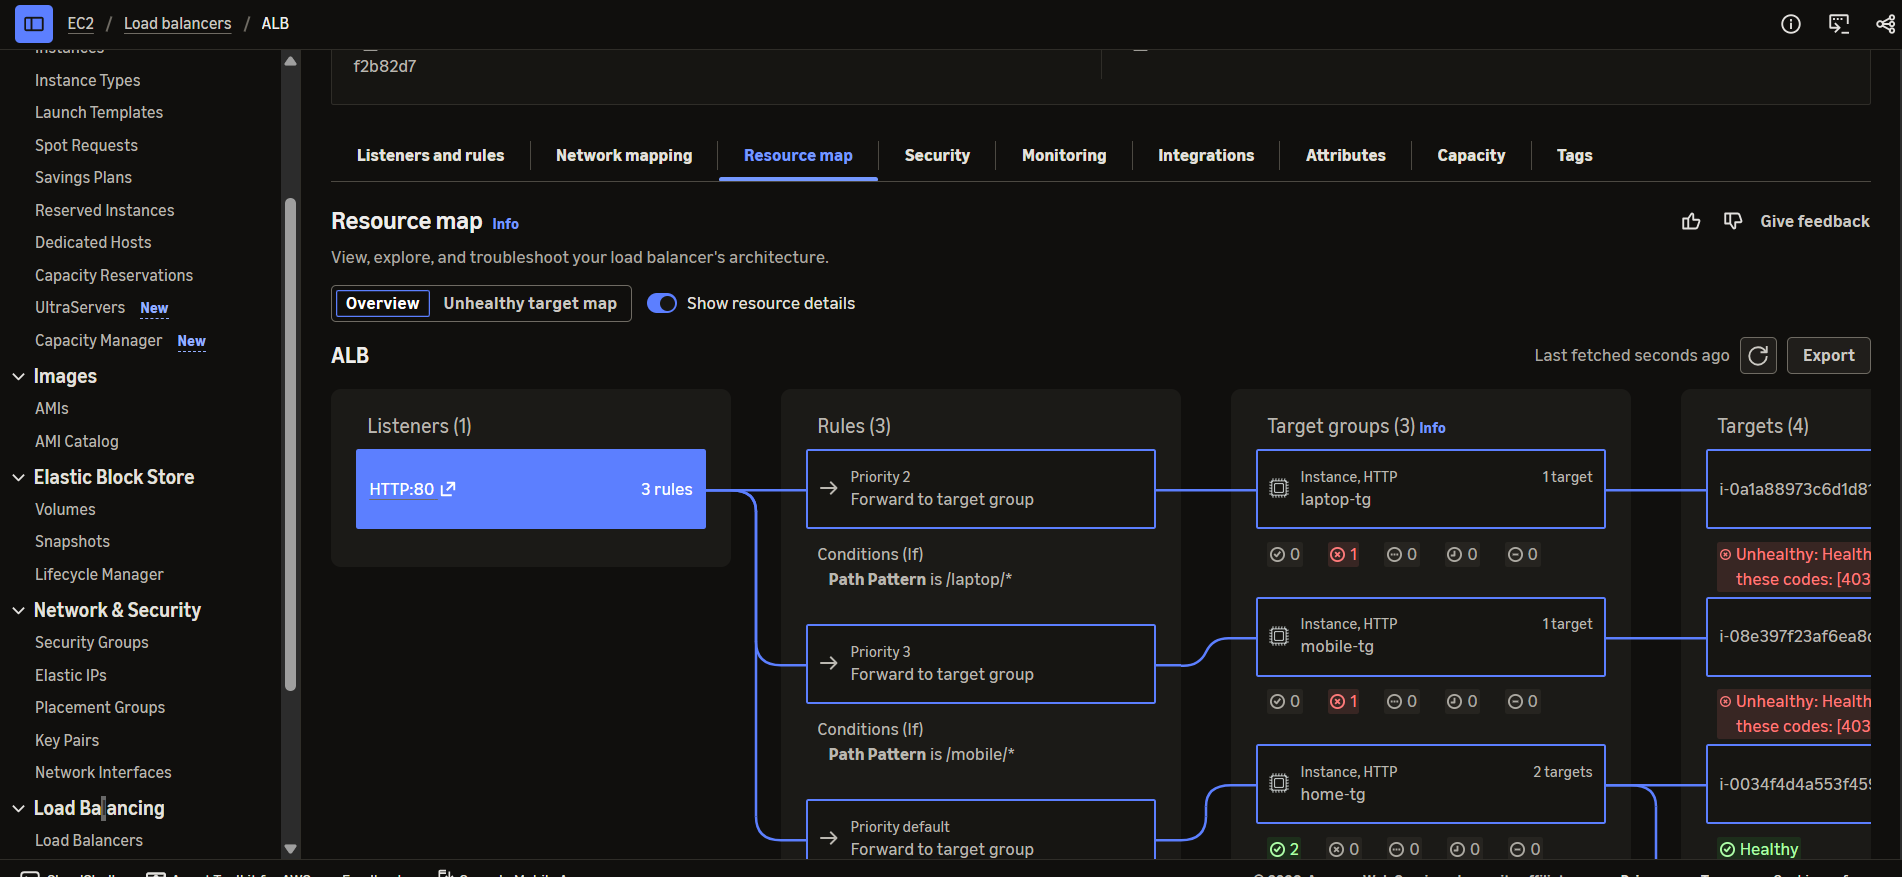 EC2 / Load balancers / ALB
Instances
Instance Types
Launch Templates
Spot Requests
Savings Plans
Reserved Instances
Dedicated Hosts
Capacity Reservations
UltraServers New
Capacity Manager New
Images
AMIs
AMI Catalog
Elastic Block Store
Volumes
Snapshots
Lifecycle Manager
Network & Security
Security Groups
Elastic IPs
Placement Groups
Key Pairs
Network Interfaces
Load Balancing
Load Balancers
f2b82d7
Listeners and rules
Network mapping
Resource map
Security
Monitoring
Integrations
Attributes
Capacity
Tags
Resource map Info
Give feedback
View, explore, and troubleshoot your load balancer's architecture.
Overview
Unhealthy target map
Show resource details
ALB
Last fetched seconds ago
Export
Listeners (1)
HTTP:80
3 rules
Rules (3)
Priority 2
Forward to target group
Conditions (If)
Path Pattern is /laptop/*
Priority 3
Forward to target group
Conditions (If)
Path Pattern is /mobile/*
Priority default
Forward to target group
Target groups (3) Info
Instance, HTTP
1 target
laptop-tg
0 1 0 0 0
Instance, HTTP
1 target
mobile-tg
0 1 0 0 0
Instance, HTTP
2 targets
home-tg
2 0 0 0 0
Targets (4)
i-0a1a88973c6d1d8
Unhealthy: Health
these codes: [403
i-08e397f23af6ea8
Unhealthy: Health
these codes: [403
i-0034f4d4a553f45
Healthy